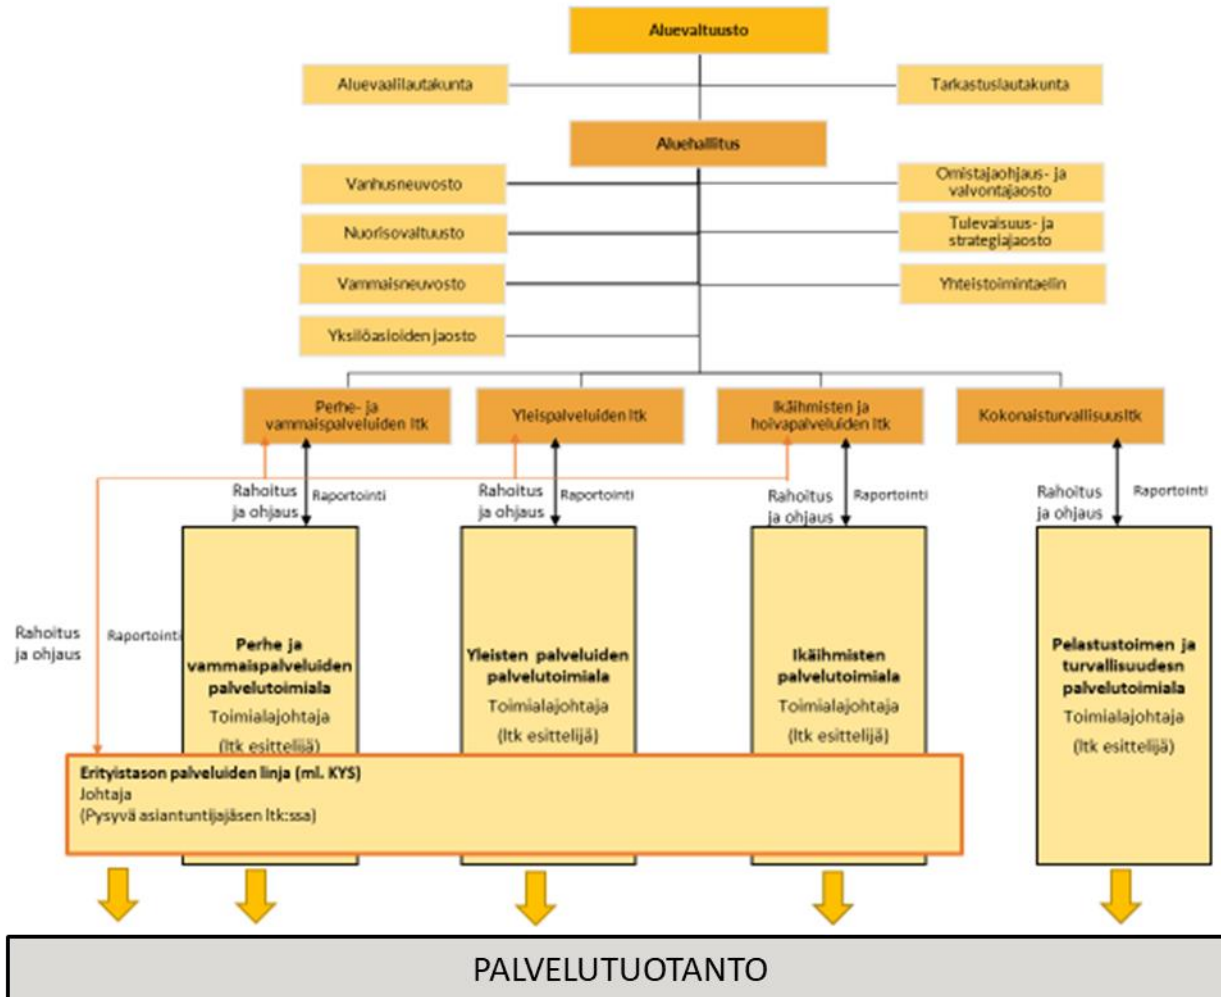 Aluevaltuusto
Aluevaalilautakunta
Tarkastuslautakunta
Aluehallitus
Vanhusneuvosto
Omistajaohjaus- ja
valvontajaosto
Nuorisovaltuusto
Tulevaisuus- ja
strategiajaosto
Vammaisneuvosto
Yhteistoimintaelin
Yksilöasioiden jaosto
Perhe- ja
vammaispalveluiden ltk
Yleispalveluiden ltk
Ikäihmisten ja
hoivapalveluiden ltk
Kokonaisturvallisuusltk
Rahoitus
ja ohjaus
Raportointi
Rahoitus
ja ohjaus
Raportointi
Rahoitus
ja ohjaus
Raportointi
Rahoitus
ja ohjaus
Raportointi
Rahoitus
ja ohjaus
Raportointi
Perhe ja
vammaispalveluiden
palvelutoimiala
Toimialajohtaja
(ltk esittelijä)
Yleisten palveluiden
palvelutoimiala
Toimialajohtaja
(ltk esittelijä)
Ikäihmisten
palvelutoimiala
Toimialajohtaja
(ltk esittelijä)
Pelastustoimen ja
turvallisuudesn
palvelutoimiala
Toimialajohtaja
(ltk esittelijä)
Erityistason palveluiden linja (ml. KYS)
Johtaja
(Pysyvä asiantuntijajäsen ltk:ssa)
PALVELUTUOTANTO